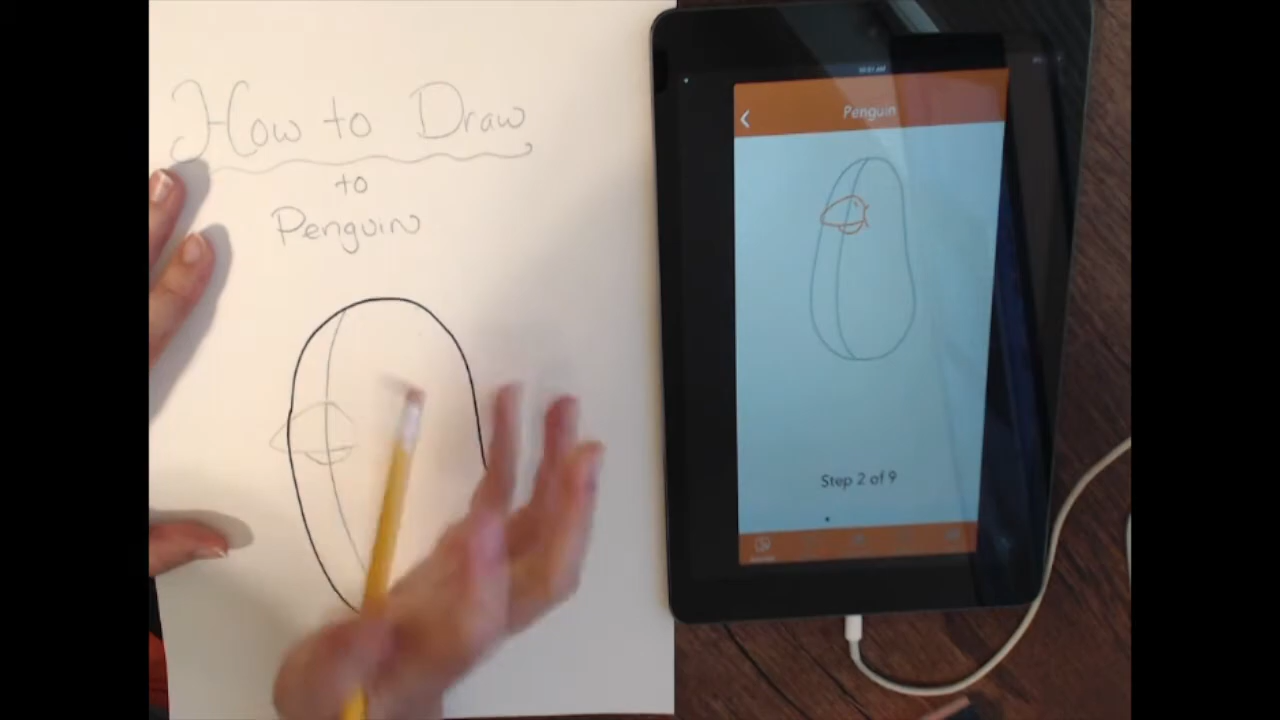 How to Draw
to
Penguin
Penguin
Step 2 of 9